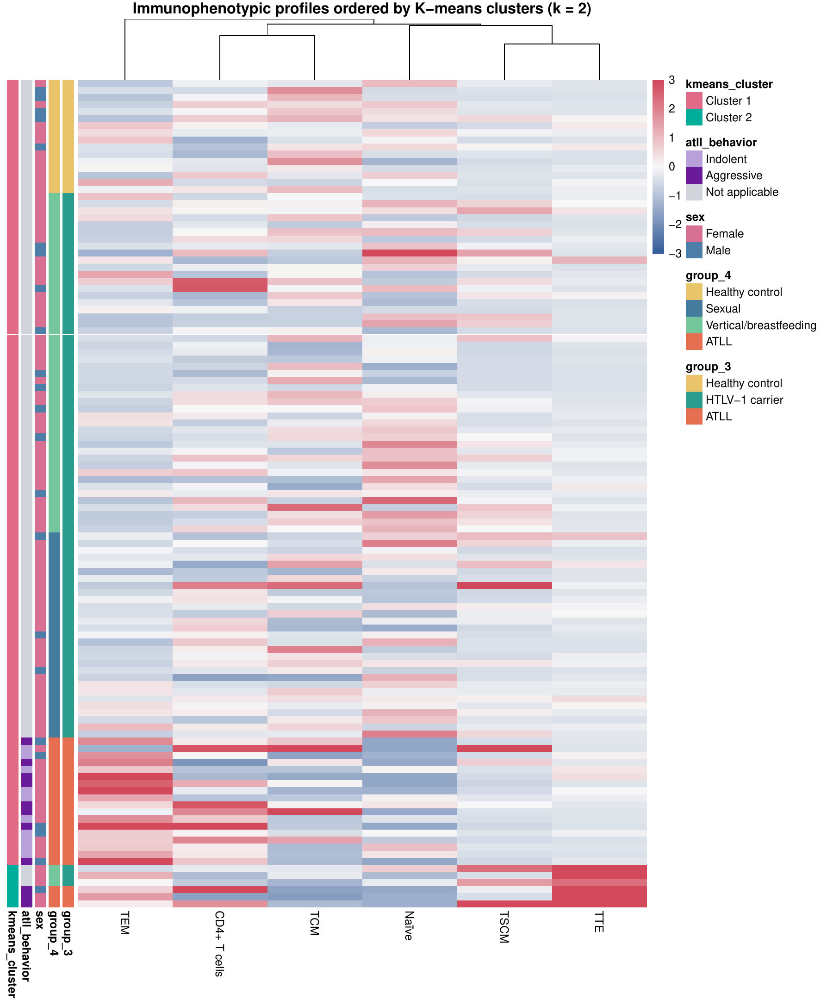 Immunophenotypic profiles ordered by K−means clusters (k = 2)
3
2
1
0
−1
−2
−3
kmeans_cluster
Cluster 1
Cluster 2
atll_behavior
Indolent
Aggressive
Not applicable
sex
Female
Male
group_4
Healthy control
Sexual
Vertical/breastfeeding
ATLL
group_3
Healthy control
HTLV−1 carrier
ATLL
kmeans_cluster
atll_behavior
sex
group_4
group_3
TEM
CD4+ T cells
TCM
Naïve
TSCM
TTE